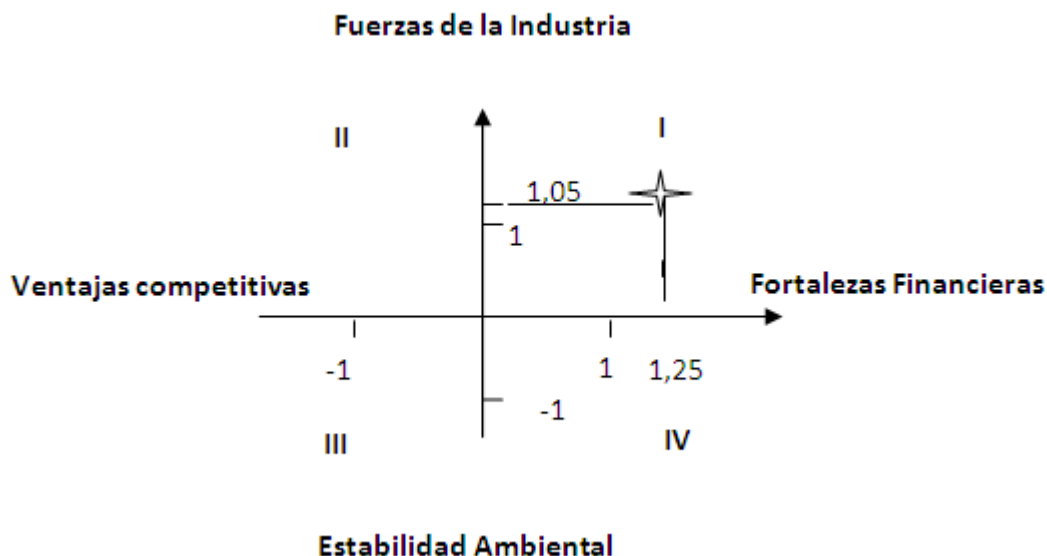 Fuerzas de la Industria
II
I
1,05
1
Ventajas competitivas
Fortalezas Financieras
-1
1
1,25
-1
III
IV
Estabilidad Ambiental